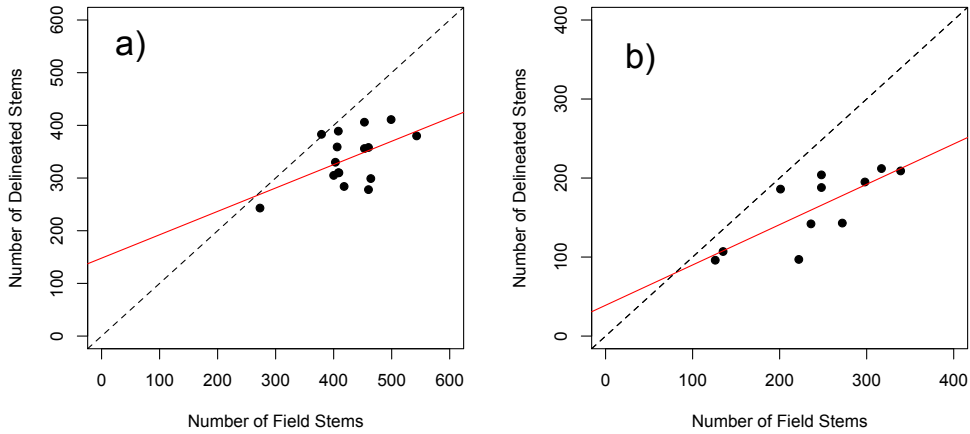 a)
Number of Delineated Stems
600
500
400
300
200
100
0
0 100 200 300 400 500 600
Number of Field Stems
b)
Number of Delineated Stems
400
300
200
100
0
0 100 200 300 400
Number of Field Stems